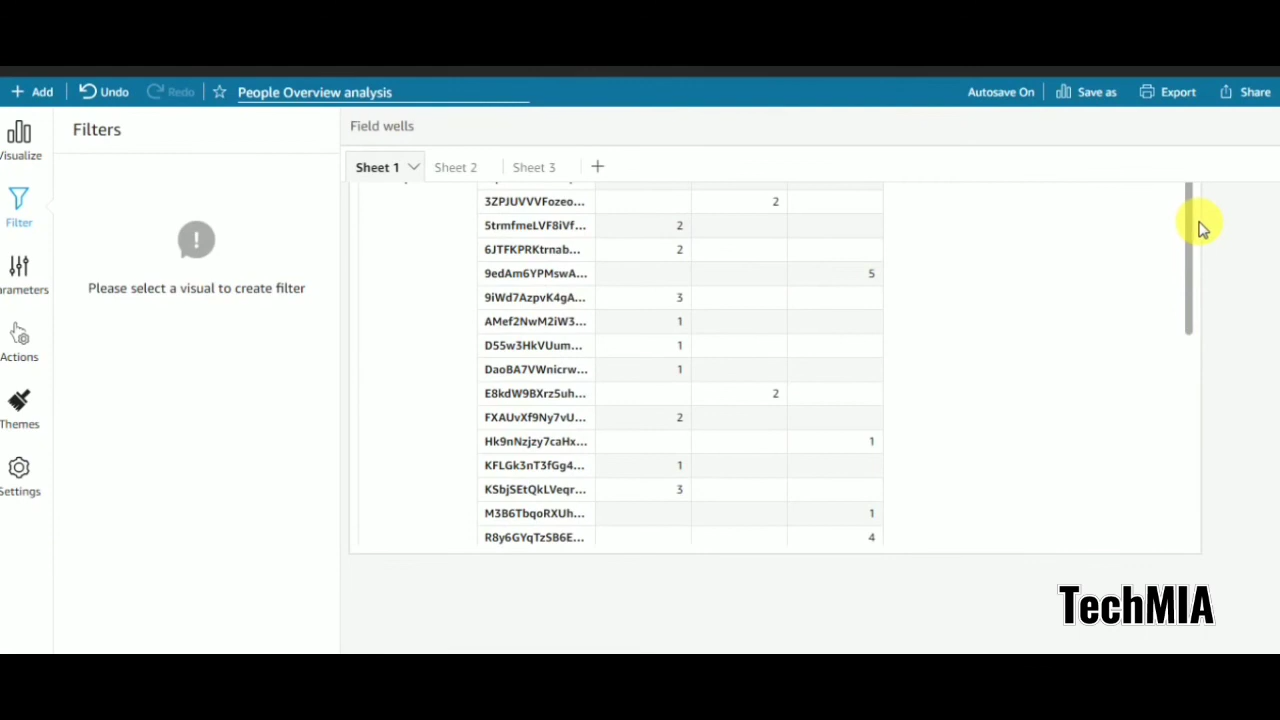 Add
Undo
Redo
People Overview analysis
Autosave On
Save as
Export
Share
Visualize
Filter
arameters
Actions
Themes
Settings
Filters
!
Please select a visual to create filter
Field wells
Sheet 1
Sheet 2
Sheet 3
3ZPJUVVVFozeo... 2
5trmfmeLVF8iVf... 2
6JTFKPRKtrnab... 2
9edAm6YPMswA... 5
9iWd7AzpvK4gA... 3
AMef2NwM2iW3... 1
D55w3HkVUum... 1
DaoBA7VWnicrw... 1
E8kdW9BXrz5uh... 2
FXAUvXf9Ny7vU... 2
Hk9nNzjzy7caHx... 1
KFLGk3nT3fGg4... 1
KSbjSEtQkLVeqr... 3
M3B6TbqoRXUh... 1
R8y6GYqTzSB6E... 4
TechMIA